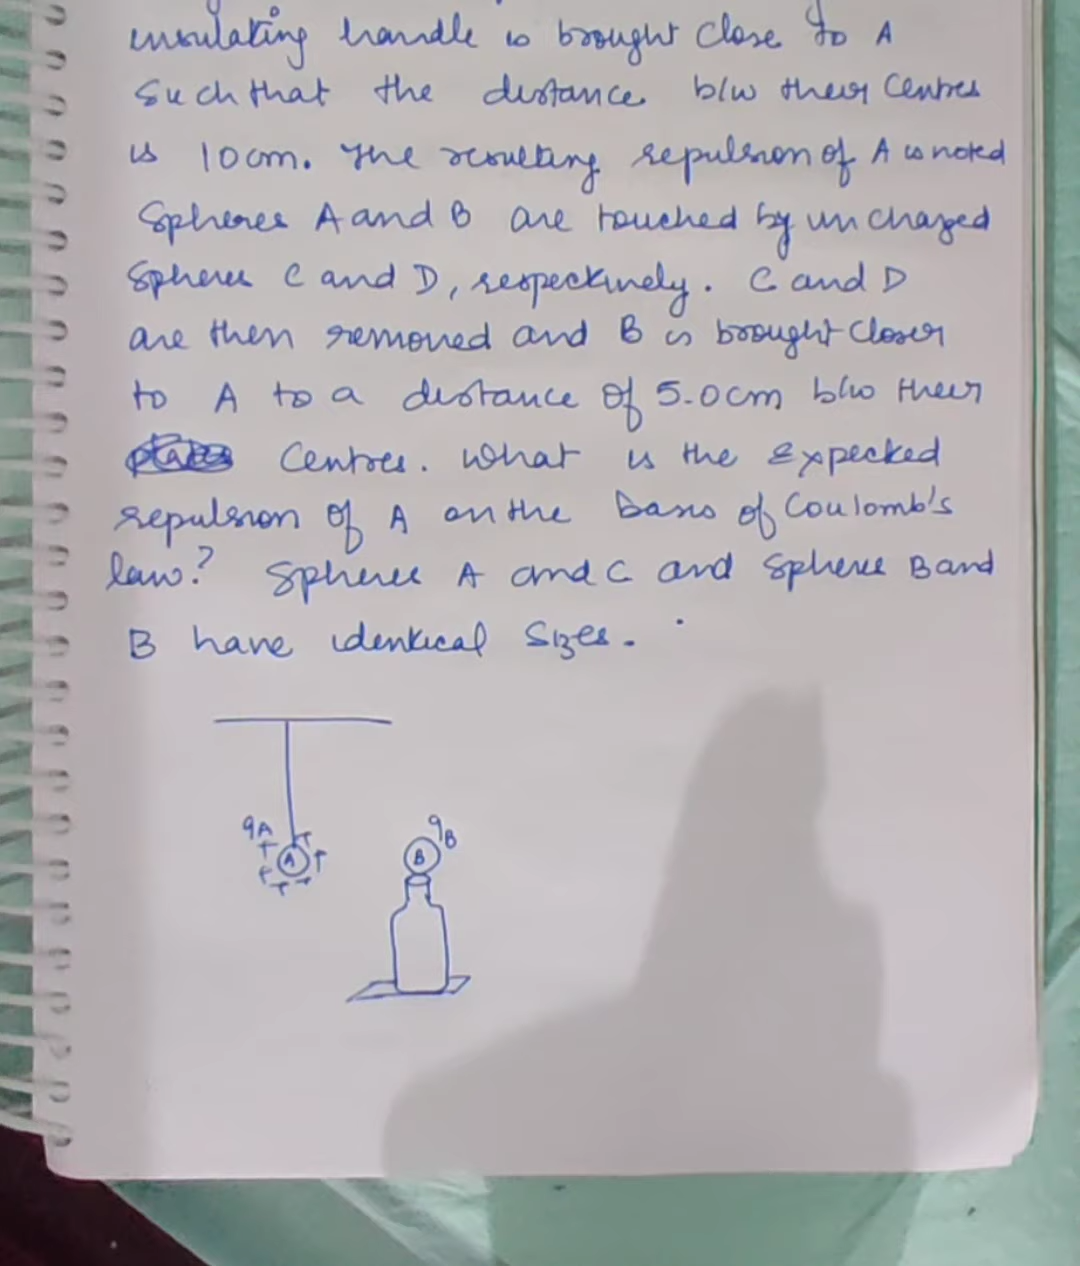 insulating handle is brought close to A
Such that the distance b/w their Centres
is 10cm. The resulting repulsion of A is noted
Spheres A and B are touched by uncharged
Spheres C and D, respectively. C and D
are then removed and B is brought closer
to A to a distance of 5.0cm b/w their
Centres. What is the Expected
repulsion of A on the basis of Coulomb's
law? Spheres A and C and Spheres B and
B have identical Sizes.
qA qB
A B